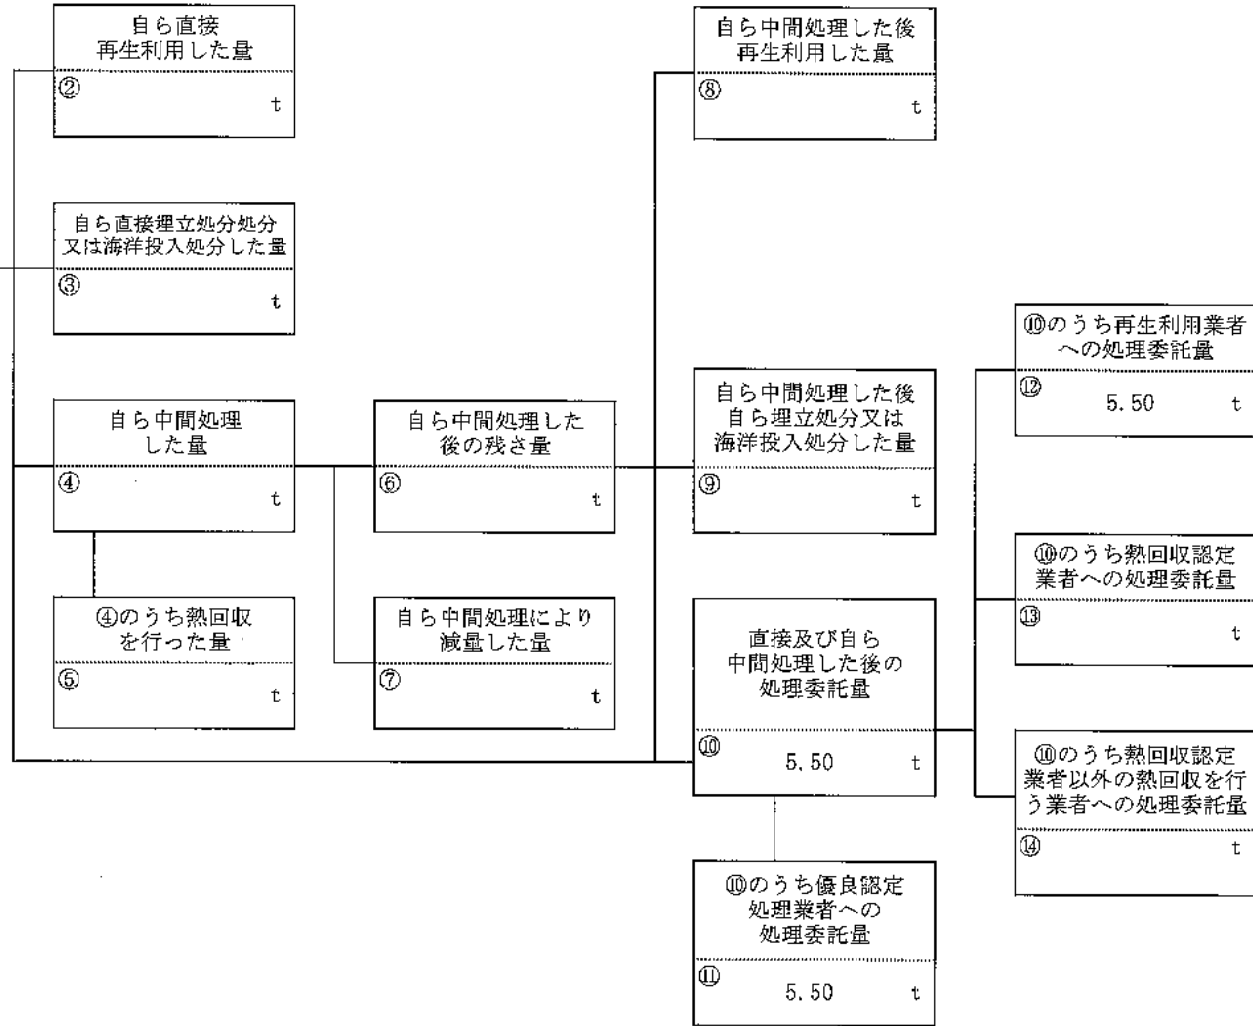 自ら直接
再生利用した量
②
t
自ら中間処理した後
再生利用した量
⑧
t
自ら直接埋立処分処分
又は海洋投入処分した量
③
t
⑩のうち再生利用業者
への処理委託量
⑫
5.50 t
自ら中間処理
した量
④
t
自ら中間処理した
後の残さ量
⑥
t
自ら中間処理した後
自ら埋立処分又は
海洋投入処分した量
⑨
t
⑩のうち熱回収認定
業者への処理委託量
⑬
t
④のうち熱回収
を行った量
⑤
t
自ら中間処理により
減量した量
⑦
t
直接及び自ら
中間処理した後の
処理委託量
⑩
5.50 t
⑩のうち熱回収認定
業者以外の熱回収を行
う業者への処理委託量
⑭
t
⑩のうち優良認定
処理業者への
処理委託量
⑪
5.50 t